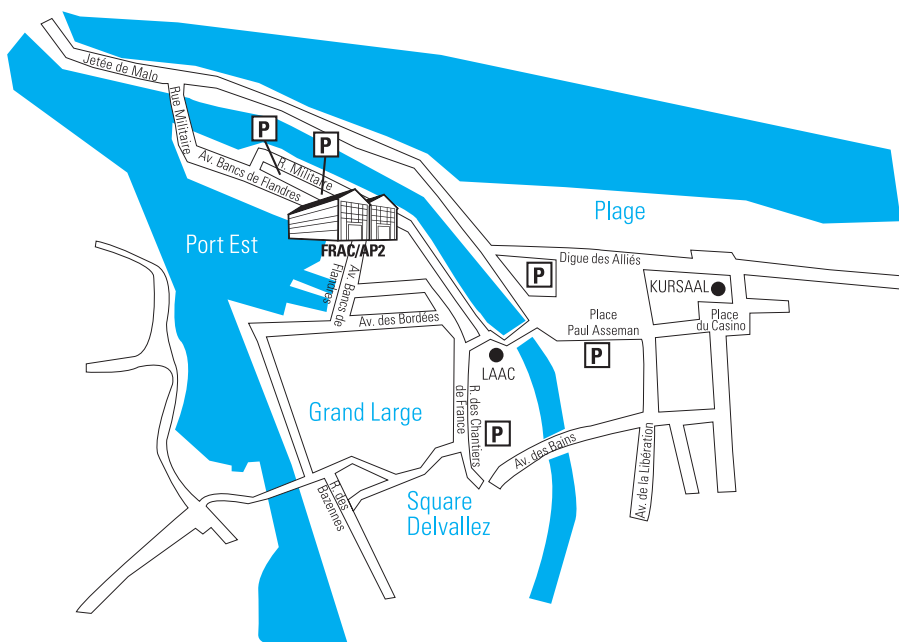 Jetée de Malo
Rue Militaire
P
P
R. Militaire
Av. Bancs de Flandres
Plage
Port Est
FRAC/AP2
Digue des Alliés
P
KURSAAL
Av. Bancs de
Flandres
Place
Paul Asseman
Place
du Casino
Av. des Bordées
P
LAAC
Grand Large
R. des Chantiers
de France
P
Av. des Bains
Av. de la Libération
R. des
Bazennes
Square
Delvallez